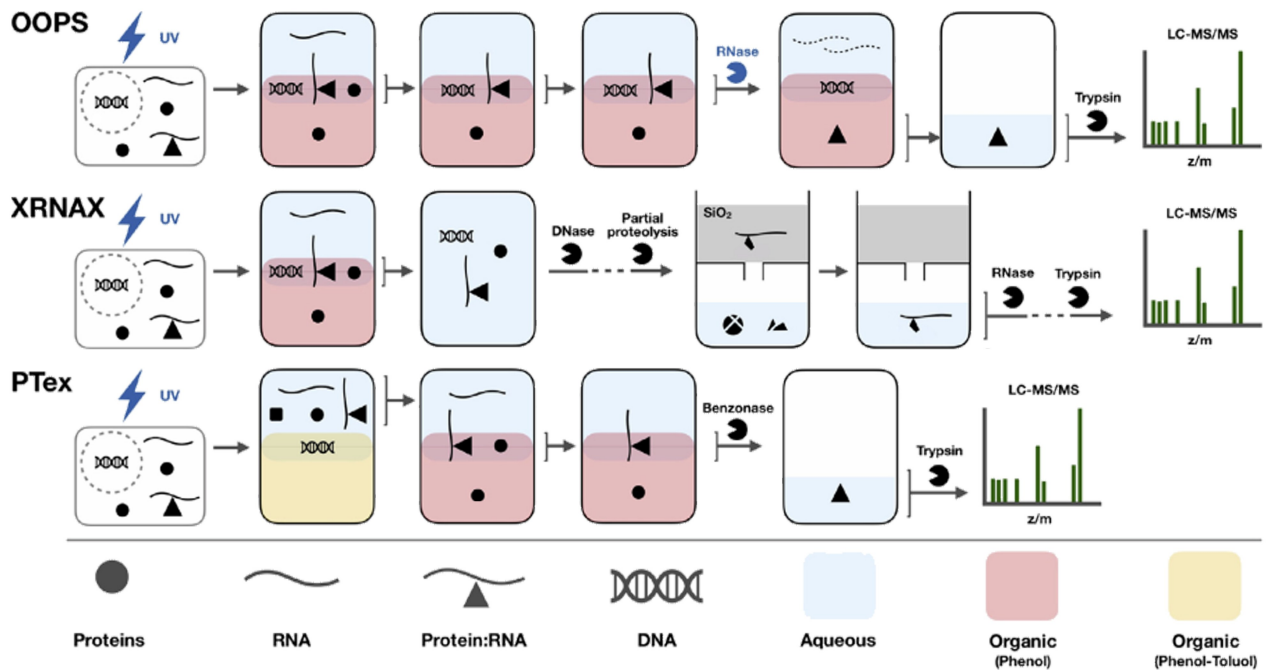 OOPS
UV
RNase
Trypsin
LC-MS/MS
z/m
XRNAX
UV
DNase
Partial
proteolysis
SiO₂
RNase
Trypsin
LC-MS/MS
z/m
PTex
UV
Benzonase
Trypsin
LC-MS/MS
z/m
Proteins
RNA
Protein:RNA
DNA
Aqueous
Organic
(Phenol)
Organic
(Phenol-Toluol)